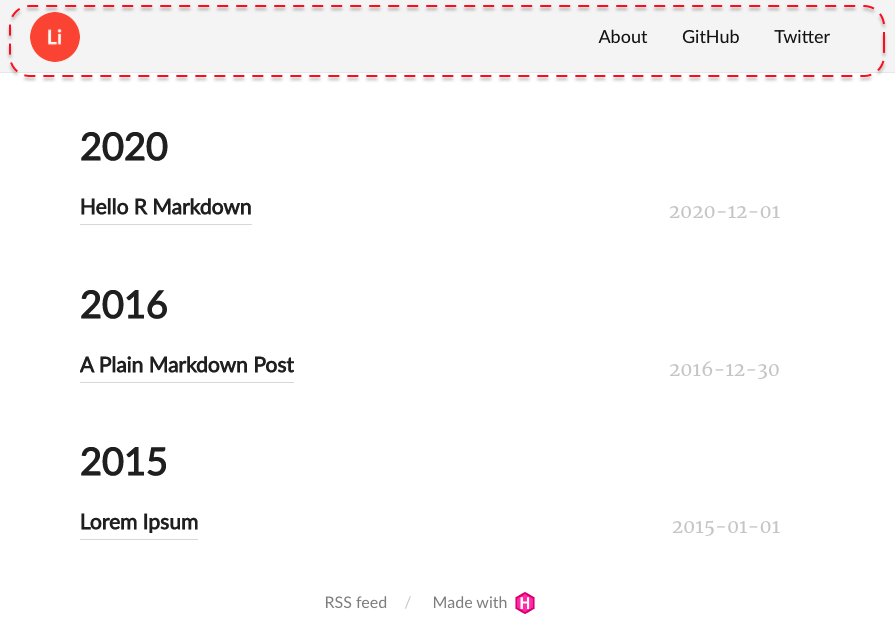 Li About GitHub Twitter
2020
Hello R Markdown 2020-12-01
2016
A Plain Markdown Post 2016-12-30
2015
Lorem Ipsum 2015-01-01
RSS feed / Made with H